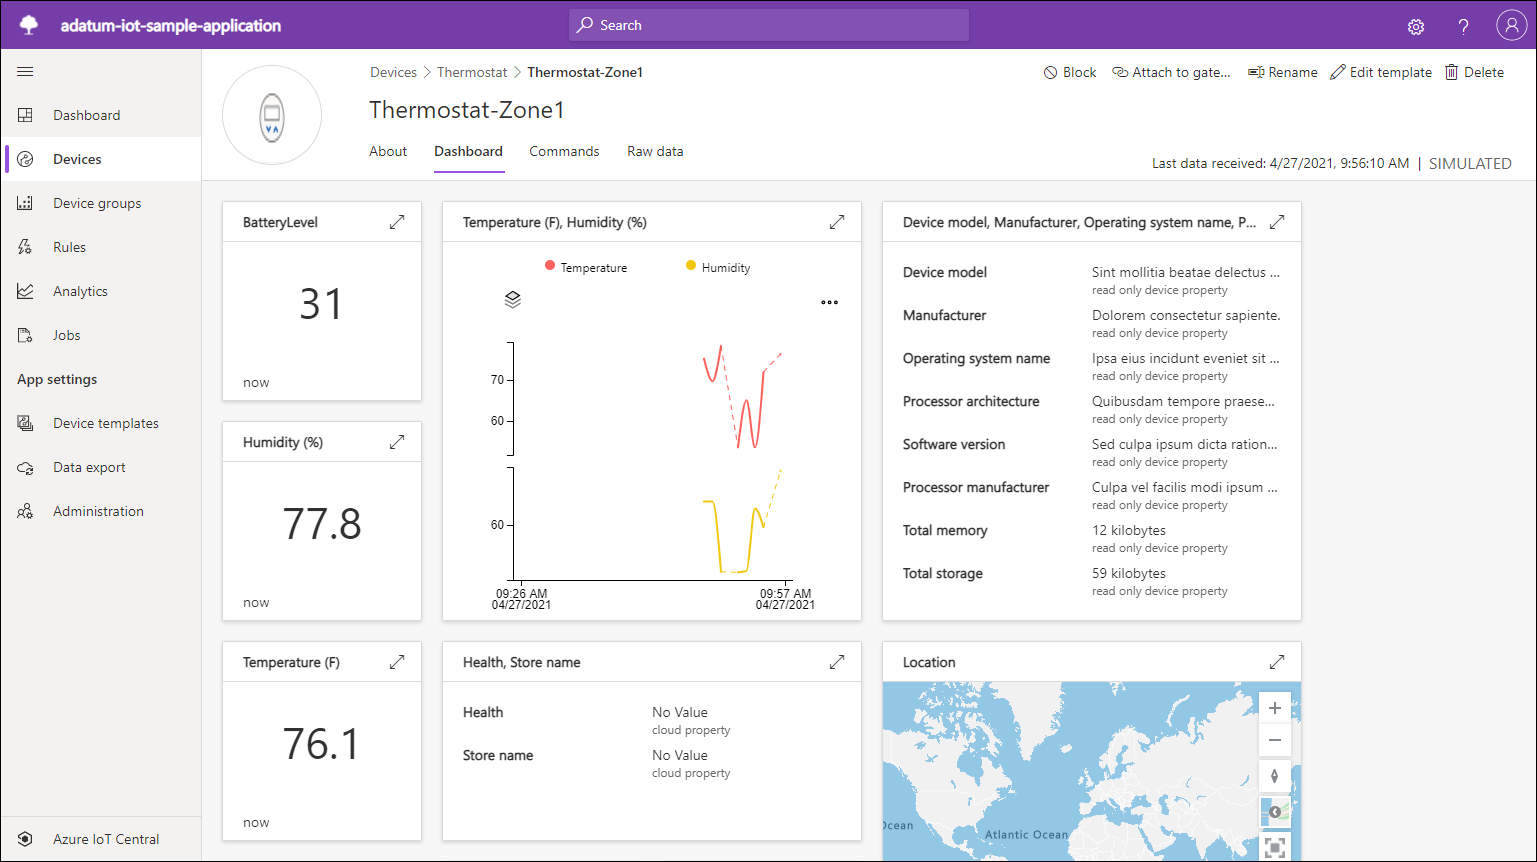 adatum-iot-sample-application
Search
Dashboard
Devices
Device groups
Rules
Analytics
Jobs
App settings
Device templates
Data export
Administration
Azure IoT Central
Devices > Thermostat > Thermostat-Zone1
Block
Attach to gate...
Rename
Edit template
Delete
Thermostat-Zone1
About
Dashboard
Commands
Raw data
Last data received: 4/27/2021, 9:56:10 AM | SIMULATED
BatteryLevel
31
now
Humidity (%)
77.8
now
Temperature (F)
76.1
now
Temperature (F), Humidity (%)
Temperature
Humidity
70
60
60
09:26 AM
04/27/2021
09:57 AM
04/27/2021
Health, Store name
Health
No Value
cloud property
Store name
No Value
cloud property
Device model, Manufacturer, Operating system name, P...
Device model
Sint mollitia beatae delectus ...
read only device property
Manufacturer
Dolorem consectetur sapiente.
read only device property
Operating system name
Ipsa eius incidunt eveniet sit ...
read only device property
Processor architecture
Quibusdam tempore praese...
read only device property
Software version
Sed culpa ipsum dicta ration...
read only device property
Processor manufacturer
Culpa vel facilis modi ipsum ...
read only device property
Total memory
12 kilobytes
read only device property
Total storage
59 kilobytes
read only device property
Location
Ocean
Atlantic Ocean